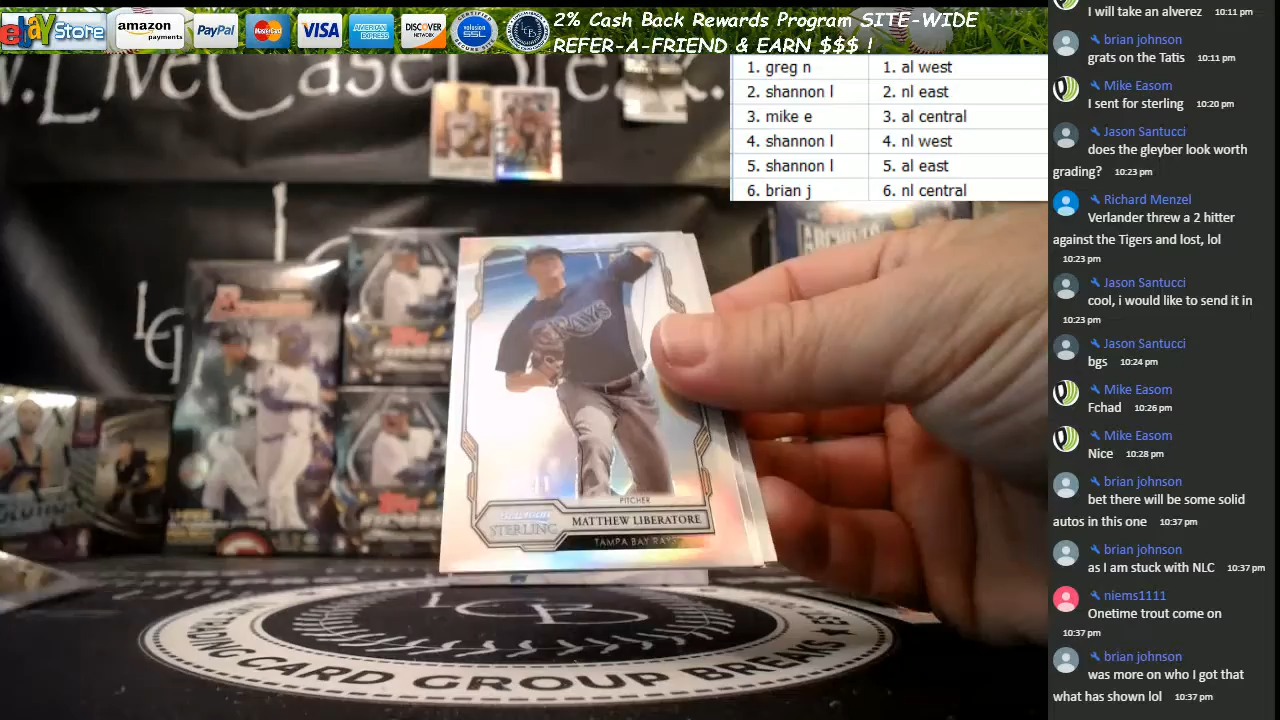 ebay Store
amazon payments
PayPal
MasterCard
VISA
AMERICAN EXPRESS
DISCOVER NETWORK
SSL
2% Cash Back Rewards Program SITE-WIDE
REFER-A-FRIEND & EARN $$$ !
1. greg n 1. al west
2. shannon l 2. nl east
3. mike e 3. al central
4. shannon l 4. nl west
5. shannon l 5. al east
6. brian j 6. nl central
w.LiveCaseBreak.
Bowman
Topps
Topps
ARCHIVES
RAYS
PITCHER
STERLING
MATTHEW LIBERATORE
TAMPA BAY RAYS
LCB
TRADING CARD GROUP BREAKS
I will take an alverez 10:11 pm
brian johnson
grats on the Tatis 10:11 pm
Mike Easom
I sent for sterling 10:20 pm
Jason Santucci
does the gleyber look worth
grading? 10:23 pm
Richard Menzel
Verlander threw a 2 hitter
against the Tigers and lost, lol
10:23 pm
Jason Santucci
cool, i would like to send it in
10:23 pm
Jason Santucci
bgs 10:24 pm
Mike Easom
Fchad 10:26 pm
Mike Easom
Nice 10:28 pm
brian johnson
bet there will be some solid
autos in this one 10:37 pm
brian johnson
as I am stuck with NLC 10:37 pm
niems1111
Onetime trout come on
10:37 pm
brian johnson
was more on who I got that
what has shown lol 10:37 pm